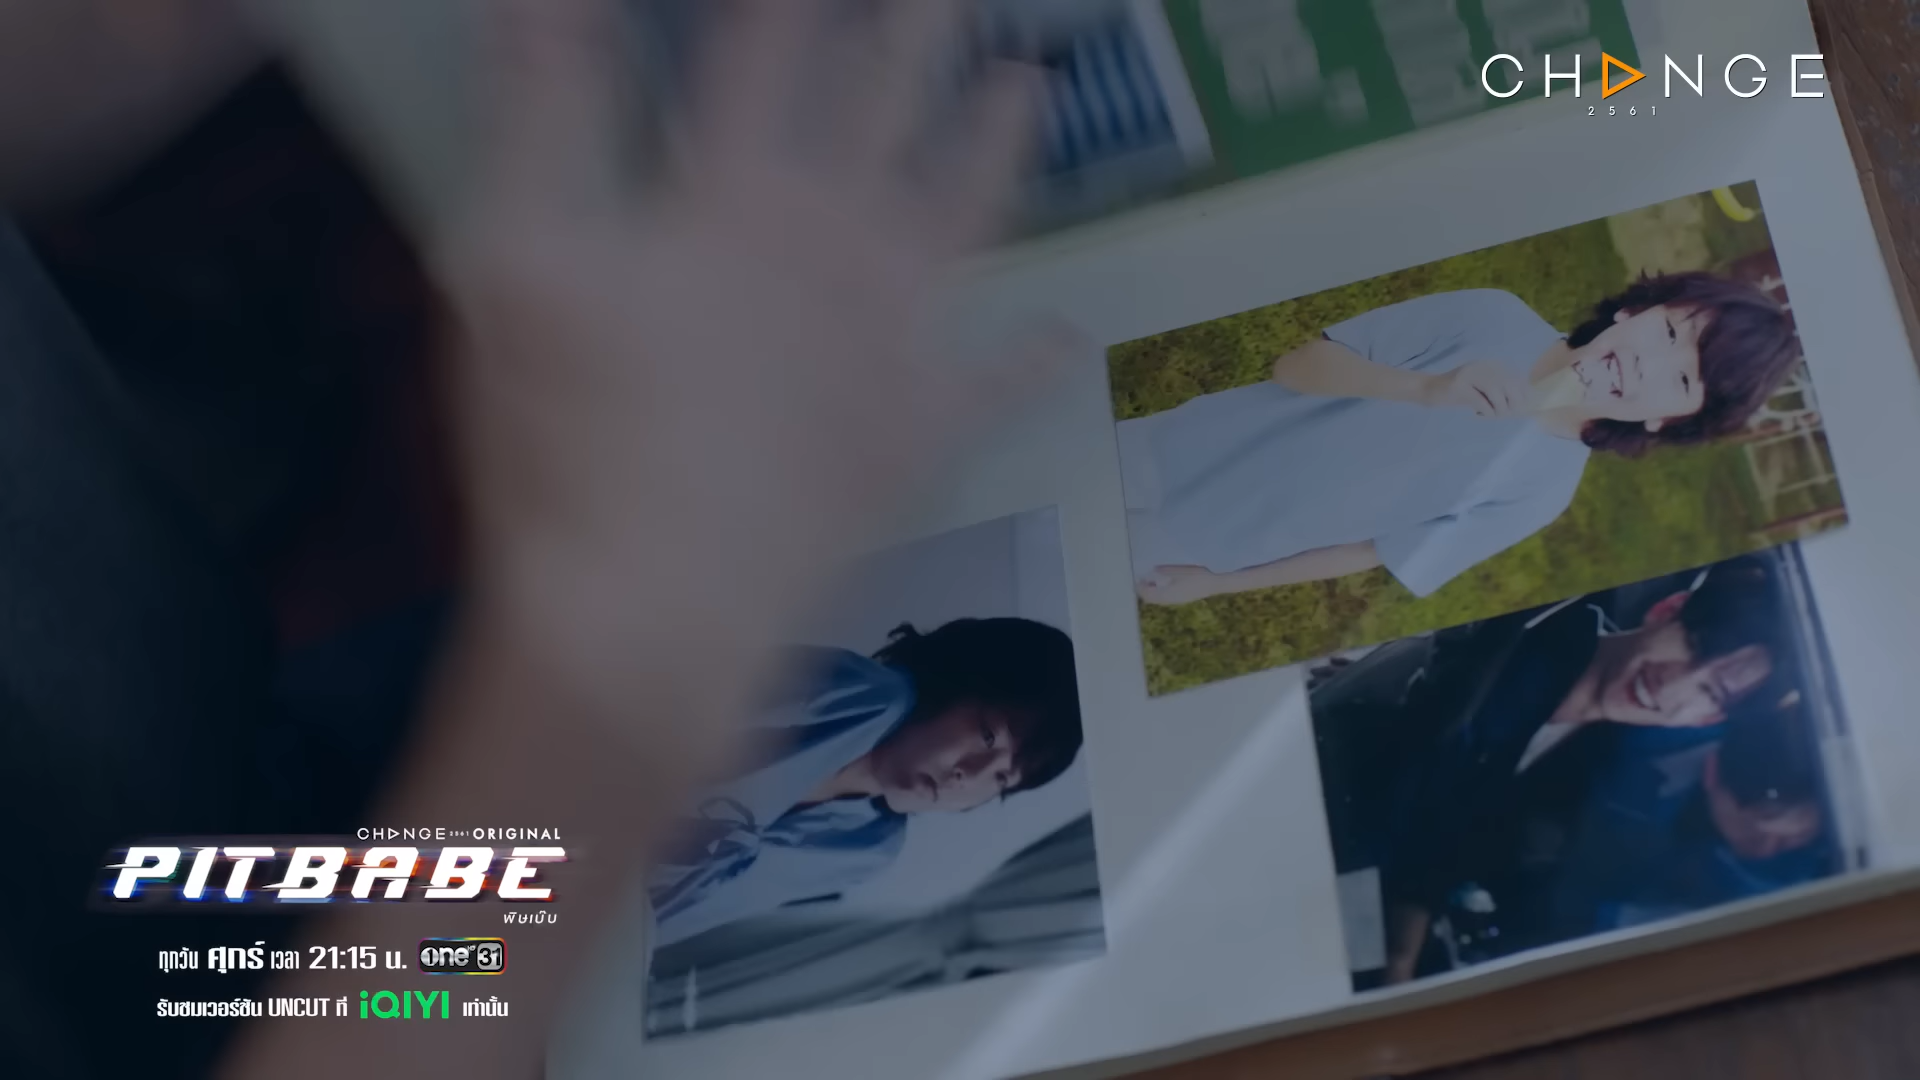 CHANGE
2561
CHANGE 2561 ORIGINAL
PITBABE
พิษเบ๊บ
ทุกวัน ศุกร์ เวลา 21:15 น. one HD 31
รับชมเวอร์ชัน UNCUT ที่ iQIYI เท่านั้น